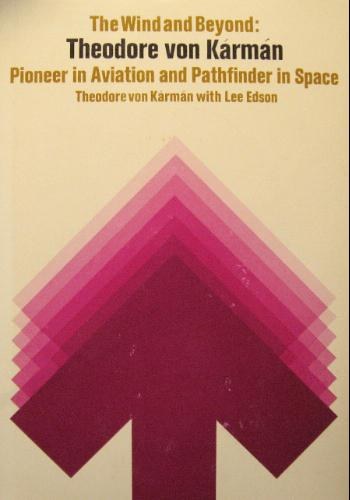 The Wind and Beyond:
Theodore von Kármán
Pioneer in Aviation and Pathfinder in Space
Theodore von Kármán with Lee Edson